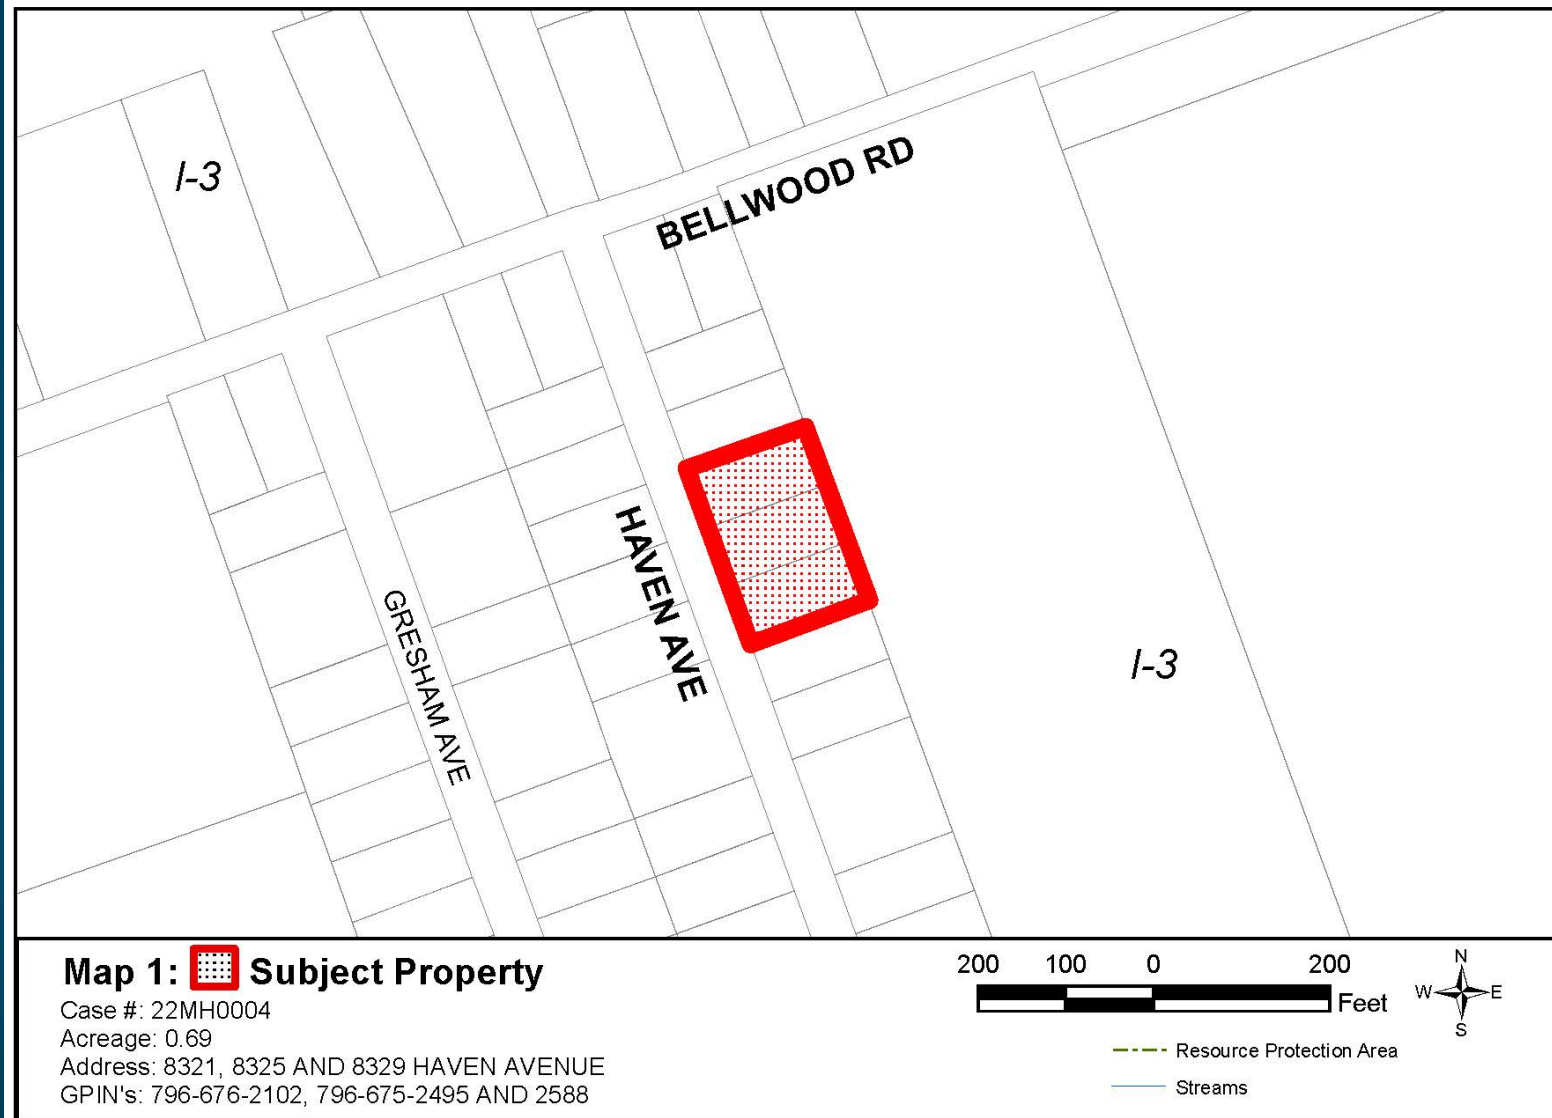 I-3
BELLWOOD RD
HAVEN AVE
GRESHAM AVE
I-3
Map 1: Subject Property
Case #: 22MH0004
Acreage: 0.69
Address: 8321, 8325 AND 8329 HAVEN AVENUE
GPIN's: 796-676-2102, 796-675-2495 AND 2588
200 100 0 200
Feet
N
W E
S
Resource Protection Area
Streams